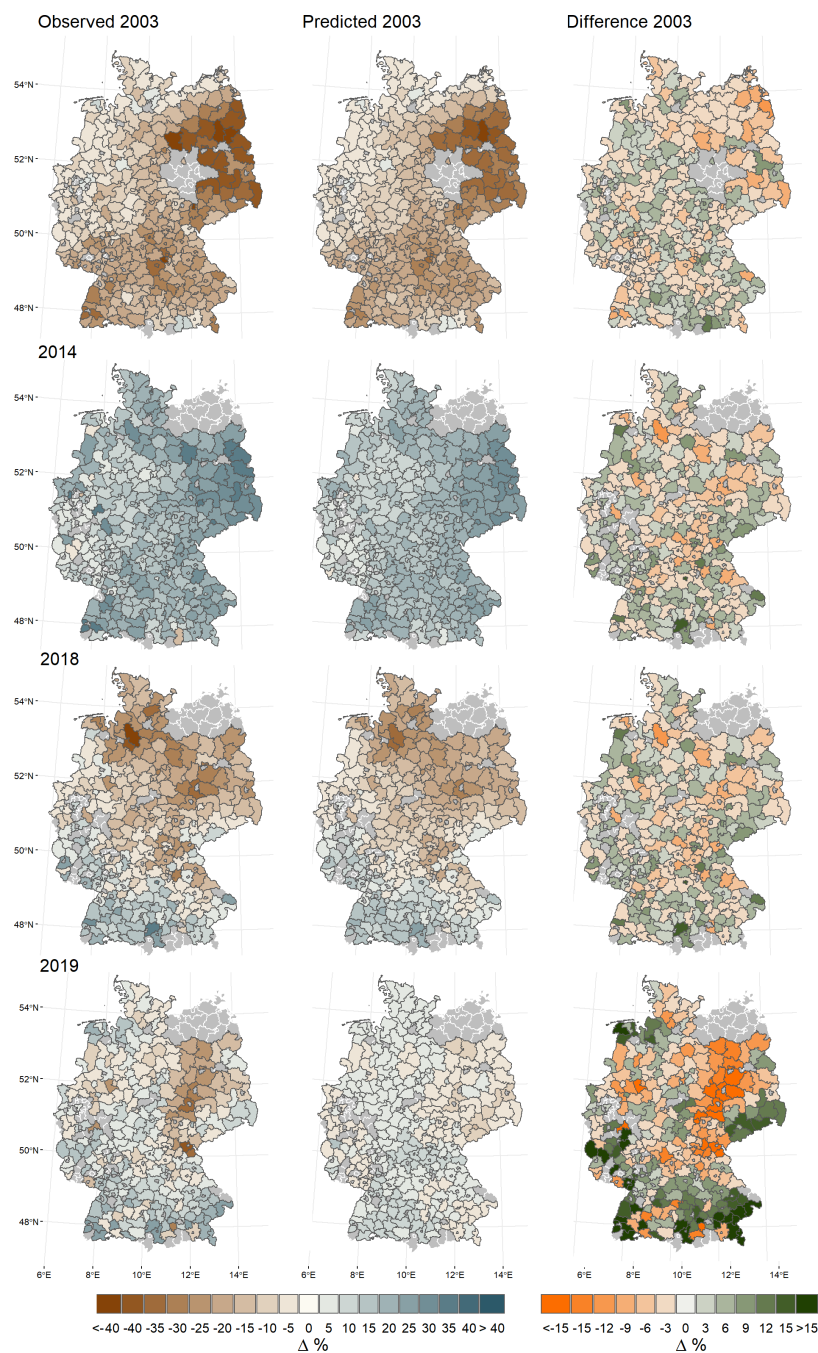 Observed 2003 Predicted 2003 Difference 2003
54°N
52°N
50°N
48°N
2014
54°N
52°N
50°N
48°N
2018
54°N
52°N
50°N
48°N
2019
54°N
52°N
50°N
48°N
6°E 8°E 10°E 12°E 14°E 6°E 8°E 10°E 12°E 14°E 6°E 8°E 10°E 12°E 14°E
<-40 -40 -35 -30 -25 -20 -15 -10 -5 0 5 10 15 20 25 30 35 40 > 40 <-15 -15 -12 -9 -6 -3 0 3 6 9 12 15 >15
Δ % Δ %